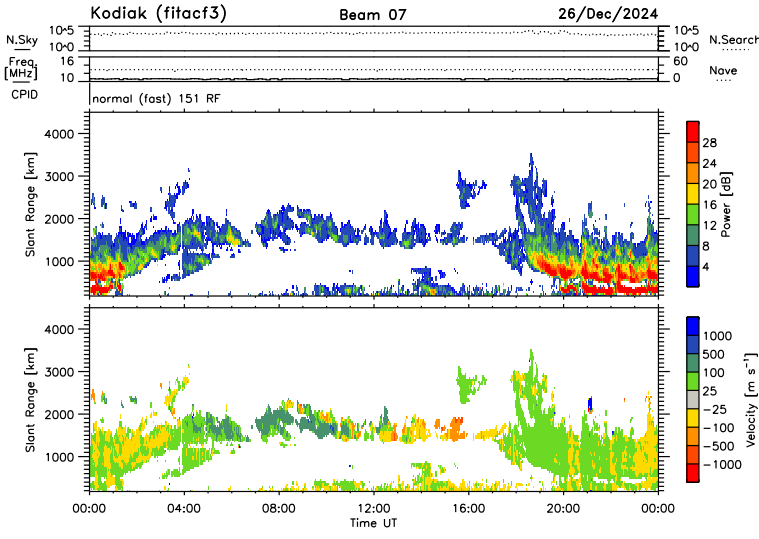 Kodiak (fitacf3) Beam 07 26/Dec/2024
N.Sky 10^5 10^0 10^5 10^0 N.Search
Freq. [MHz] 16 10 60 0 Nave
CPID normal (fast) 151 RF
Slant Range [km] 4000 3000 2000 1000
Power [dB] 28 24 20 16 12 8 4
Slant Range [km] 4000 3000 2000 1000
Velocity [m s⁻¹] 1000 500 100 25 −25 −100 −500 −1000
00:00 04:00 08:00 12:00 16:00 20:00 00:00
Time UT